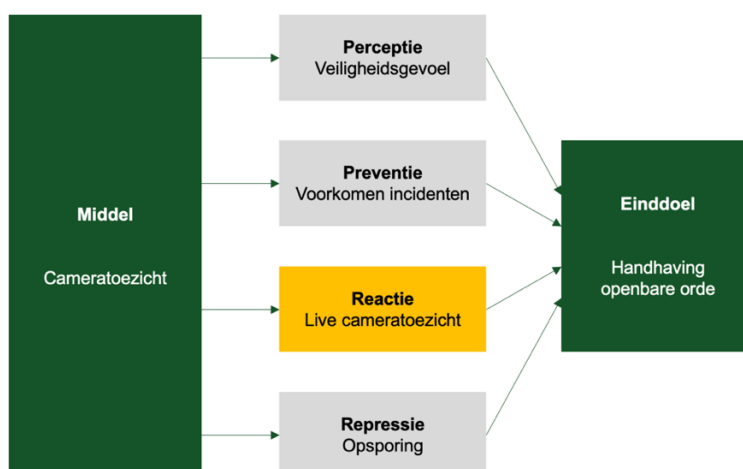 Middel
Cameratoezicht
Perceptie
Veiligheidsgevoel
Preventie
Voorkomen incidenten
Reactie
Live cameratoezicht
Repressie
Opsporing
Einddoel
Handhaving
openbare orde